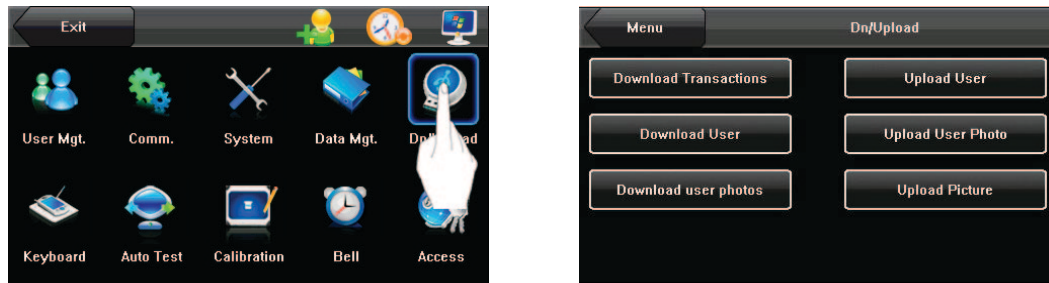 Exit
User Mgt.
Comm.
System
Data Mgt.
Keyboard
Auto Test
Calibration
Bell
Access
Menu
Dn/Upload
Download Transactions
Upload User
Download User
Upload User Photo
Download user photos
Upload Picture